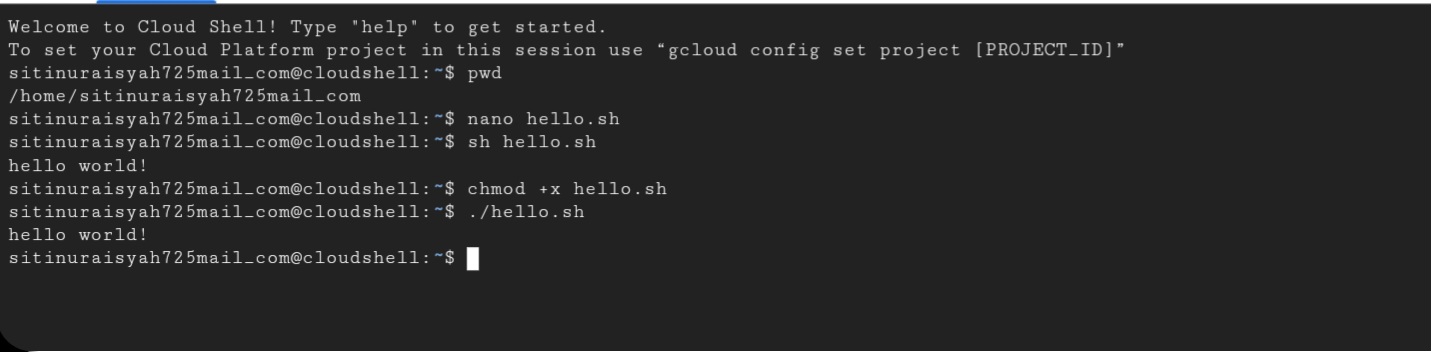 Welcome to Cloud Shell! Type "help" to get started.
To set your Cloud Platform project in this session use “gcloud config set project [PROJECT_ID]”
sitinuraisyah725mail_com@cloudshell:~$ pwd
/home/sitinuraisyah725mail_com
sitinuraisyah725mail_com@cloudshell:~$ nano hello.sh
sitinuraisyah725mail_com@cloudshell:~$ sh hello.sh
hello world!
sitinuraisyah725mail_com@cloudshell:~$ chmod +x hello.sh
sitinuraisyah725mail_com@cloudshell:~$ ./hello.sh
hello world!
sitinuraisyah725mail_com@cloudshell:~$